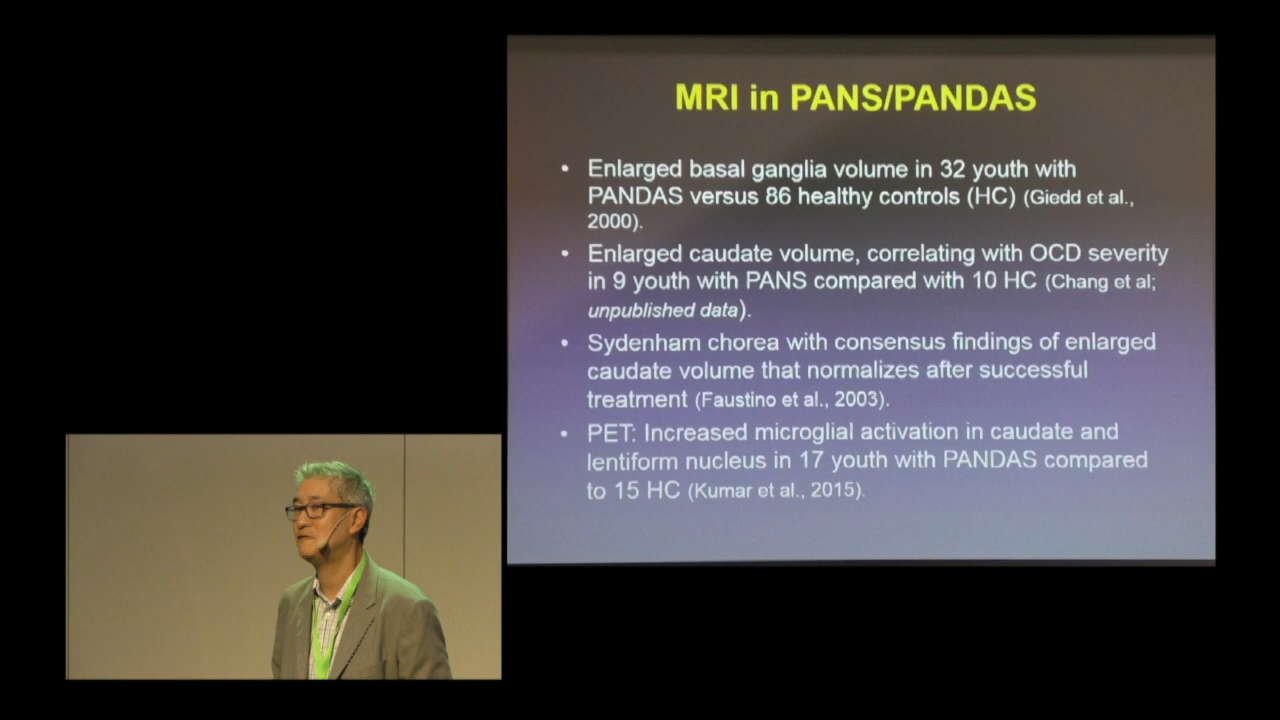 MRI in PANS/PANDAS
• Enlarged basal ganglia volume in 32 youth with
PANDAS versus 86 healthy controls (HC) (Giedd et al.,
2000).
• Enlarged caudate volume, correlating with OCD severity
in 9 youth with PANS compared with 10 HC (Chang et al;
unpublished data).
• Sydenham chorea with consensus findings of enlarged
caudate volume that normalizes after successful
treatment (Faustino et al., 2003).
• PET: Increased microglial activation in caudate and
lentiform nucleus in 17 youth with PANDAS compared
to 15 HC (Kumar et al., 2015).